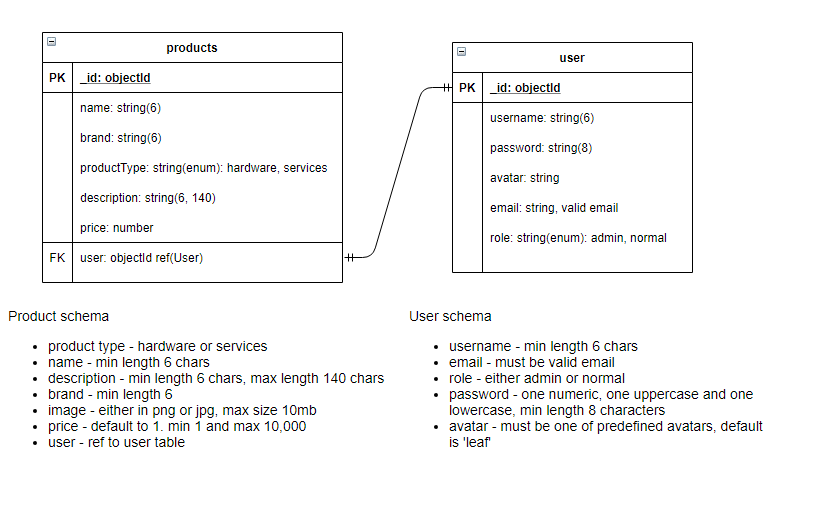 products
PK _id: objectId
name: string(6)
brand: string(6)
productType: string(enum): hardware, services
description: string(6, 140)
price: number
FK user: objectId ref(User)
user
PK _id: objectId
username: string(6)
password: string(8)
avatar: string
email: string, valid email
role: string(enum): admin, normal
Product schema
• product type - hardware or services
• name - min length 6 chars
• description - min length 6 chars, max length 140 chars
• brand - min length 6
• image - either in png or jpg, max size 10mb
• price - default to 1. min 1 and max 10,000
• user - ref to user table
User schema
• username - min length 6 chars
• email - must be valid email
• role - either admin or normal
• password - one numeric, one uppercase and one
lowercase, min length 8 characters
• avatar - must be one of predefined avatars, default
is 'leaf'